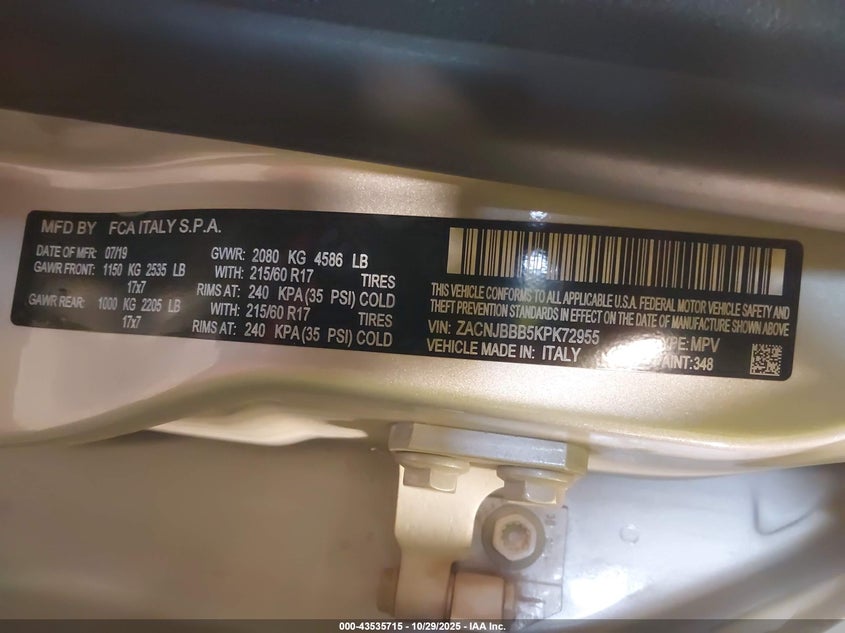 MFD BY FCA ITALY S.P.A.
DATE OF MFR: 07/19 GVWR: 2080 KG 4586 LB
GAWR FRONT: 1150 KG 2535 LB WITH: 215/60 R17 TIRES
17x7 RIMS AT: 240 KPA (35 PSI) COLD
GAWR REAR: 1000 KG 2205 LB WITH: 215/60 R17 TIRES
17x7 RIMS AT: 240 KPA (35 PSI) COLD
THIS VEHICLE CONFORMS TO ALL APPLICABLE U.S.A. FEDERAL MOTOR VEHICLE SAFETY AND
THEFT PREVENTION STANDARDS IN EFFECT ON THE DATE OF MANUFACTURE SHOWN ABOVE
VIN: ZACNJBBB5KPK72955 TYPE: MPV
VEHICLE MADE IN: ITALY PAINT:348
000-43535715 - 10/29/2025 - IAA Inc.